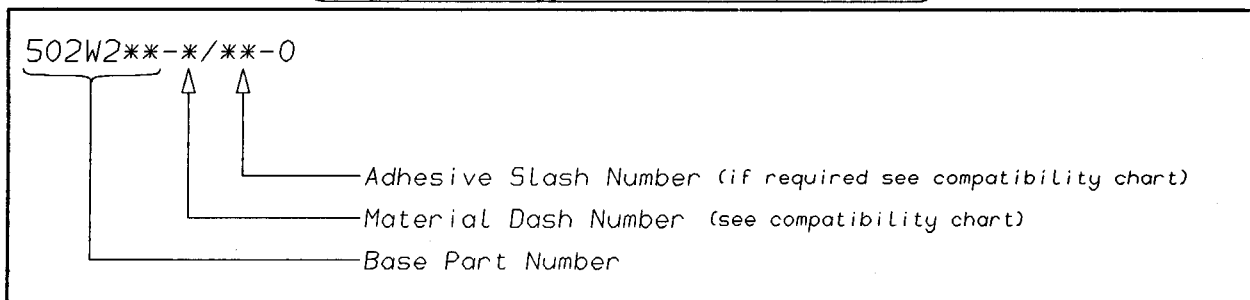 502W2**-*/**-0
Adhesive Slash Number (if required see compatibility chart)
Material Dash Number (see compatibility chart)
Base Part Number